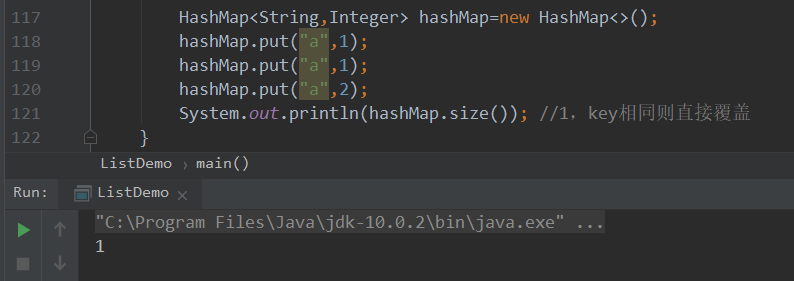 117 HashMap<String,Integer> hashMap=new HashMap<>();
118 hashMap.put("a",1);
119 hashMap.put("a",1);
120 hashMap.put("a",2);
121 System.out.println(hashMap.size()); //1，key相同则直接覆盖
122 }
ListDemo › main()
Run: ListDemo ×
"C:\Program Files\Java\jdk-10.0.2\bin\java.exe" ...
1